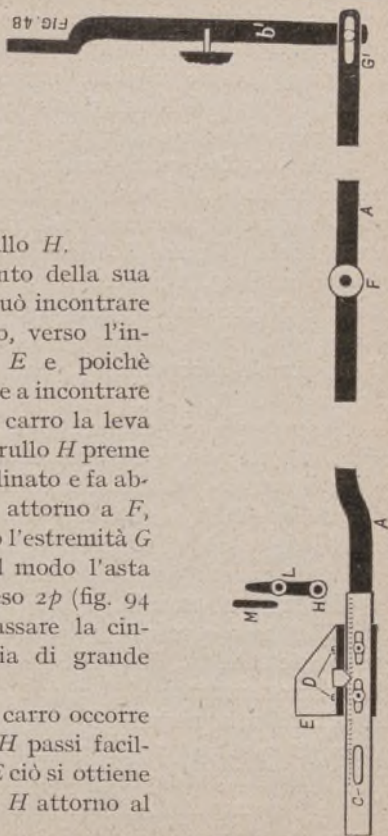 FIG. 48
b'
G'
A
F
A
L
M
H
D
E
C
llo H.
nto della sua
può incontrare
o, verso l'in-
E e poichè
e a incontrare
carro la leva
rullo H preme
linato e fa ab-
attorno a F,
o l'estremità G
l modo l'asta
eso 2p (fig. 94
assare la cin-
ia di grande
carro occorre
H passi facil-
E ciò si ottiene
H attorno al